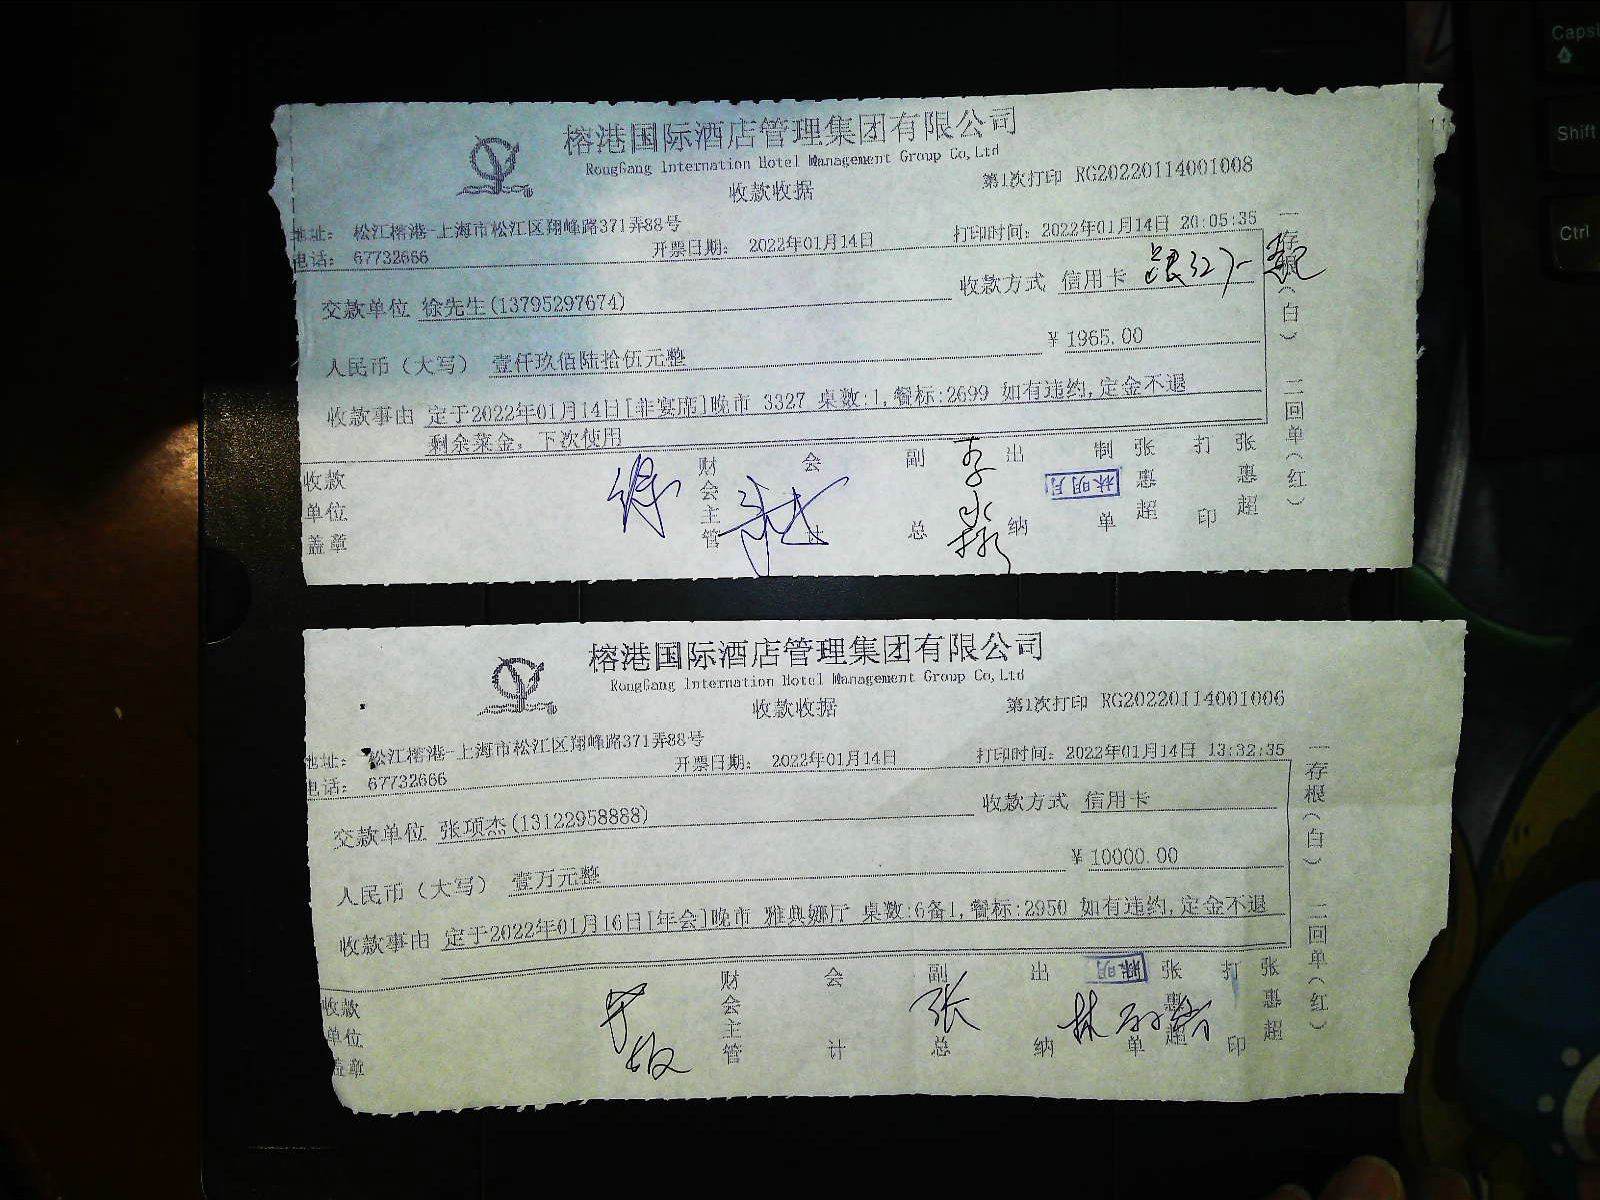 榕港国际酒店管理集团有限公司
RongGang Internation Hotel Management Group Co,Ltd
收款收据
第1次打印 RG20220114001008
地址： 松江榕港-上海市松江区翔峰路371弄88号
电话： 67732666
开票日期： 2022年01月14日
打印时间：2022年01月14日 20:05:35
交款单位 徐先生(13795297674)
收款方式 信用卡
人民币（大写） 壹仟玖佰陆拾伍元整
￥1965.00
收款事由 定于2022年01月14日[非宴席]晚市 3327 桌数:1,餐标:2699 如有违约,定金不退
剩余菜金，下次使用
收款单位盖章
财会主管
会计
副总
出纳
制单 张惠超
打印 张惠超
林明月
一存根（白） 二回单（红）
榕港国际酒店管理集团有限公司
RongGang Internation Hotel Management Group Co,Ltd
收款收据
第1次打印 RG20220114001006
地址： 松江榕港-上海市松江区翔峰路371弄88号
电话： 67732666
开票日期： 2022年01月14日
打印时间：2022年01月14日 13:32:35
交款单位 张项杰(13122958888)
收款方式 信用卡
人民币（大写） 壹万元整
￥10000.00
收款事由 定于2022年01月16日[年会]晚市 雅典娜厅 桌数:6备1,餐标:2950 如有违约,定金不退
收款单位盖章
财会主管
会计
副总
张
出纳
单 张惠超
打印 张惠超
一存根（白） 二回单（红）
Caps
Shift
Ctrl